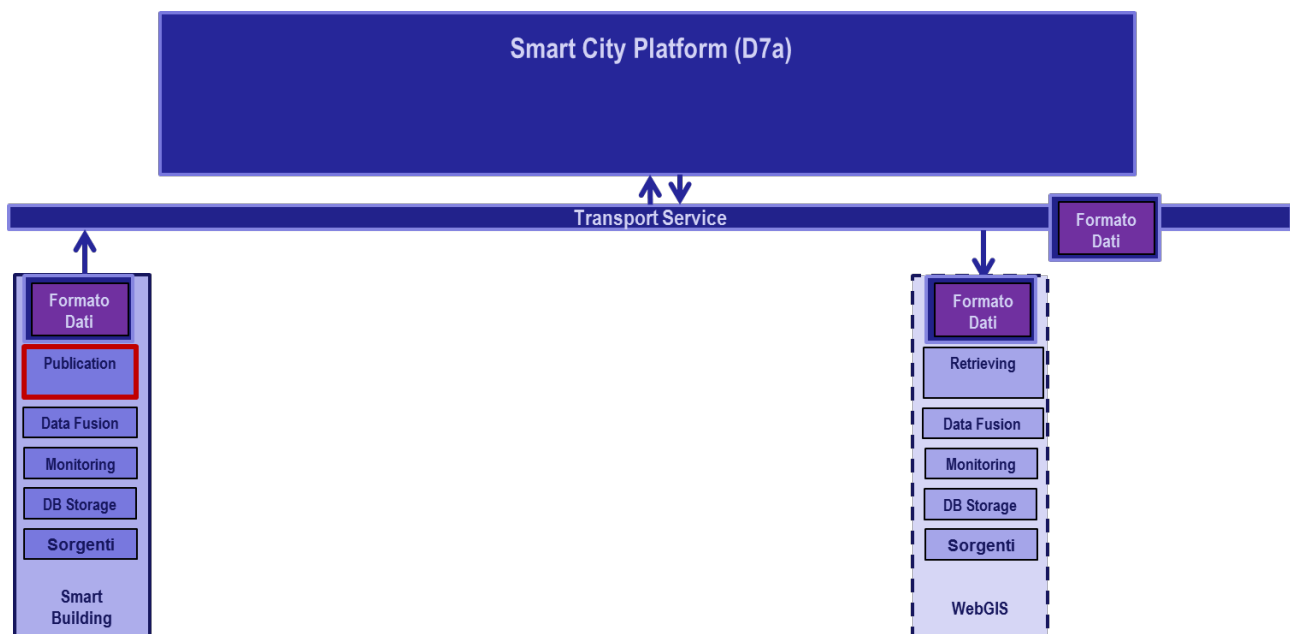 Smart City Platform (D7a)
Transport Service
Formato
Dati
Formato
Dati
Publication
Data Fusion
Monitoring
DB Storage
Sorgenti
Smart
Building
Formato
Dati
Retrieving
Data Fusion
Monitoring
DB Storage
Sorgenti
WebGIS